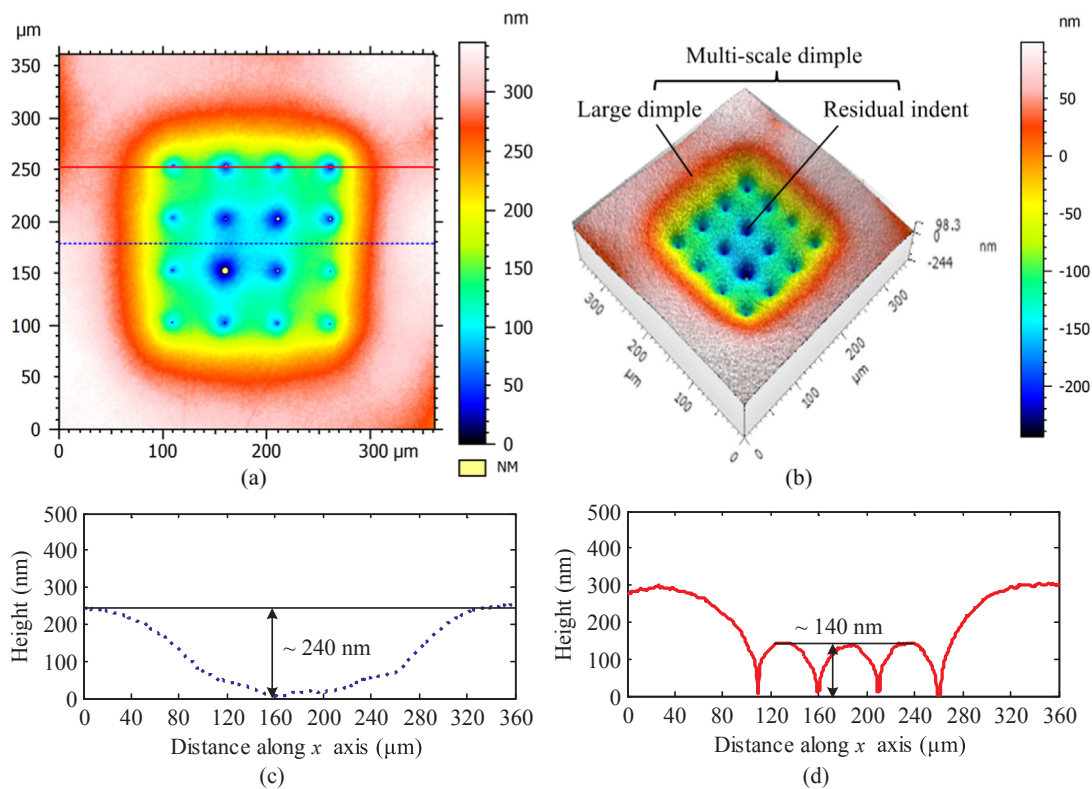 µm
nm
350
300
250
200
150
100
50
0
0
100
200
300 µm
300
250
200
150
100
50
0
NM
(a)
nm
Multi-scale dimple
Large dimple
Residual indent
98.3
0
nm
-244
300
200
µm
100
0
0
100
µm
200
300
50
0
-50
-100
-150
-200
(b)
500
400
300
200
100
0
Height (nm)
~ 240 nm
0 40 80 120 160 200 240 280 320 360
Distance along x axis (µm)
(c)
500
400
300
200
100
0
Height (nm)
~ 140 nm
0 40 80 120 160 200 240 280 320 360
Distance along x axis (µm)
(d)